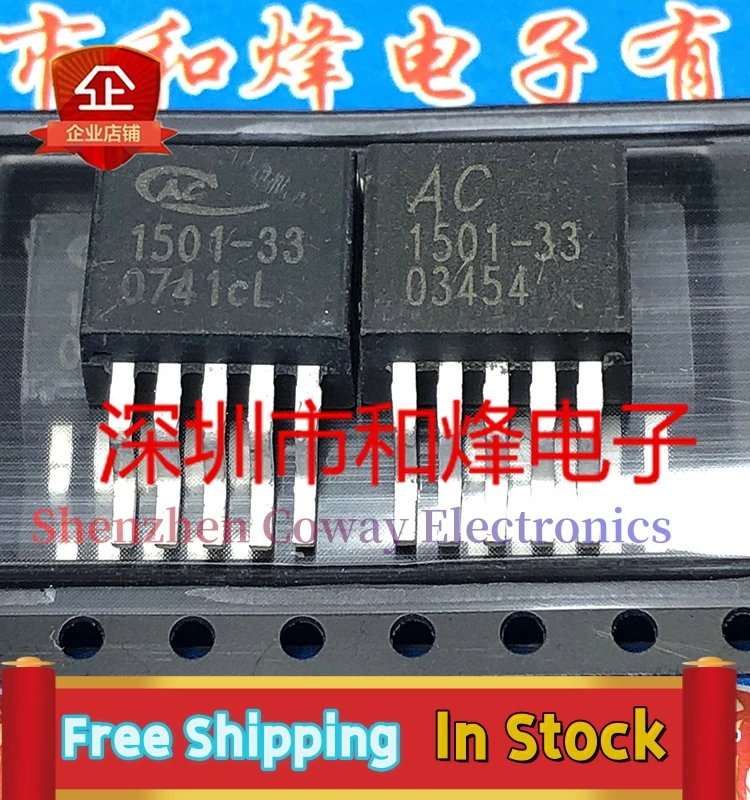 市和烽电子有
企
企业店铺
AC
1501-33
0741cL
AC
1501-33
03454
深圳市和烽电子
Shenzhen Coway Electronics
Free Shipping In Stock